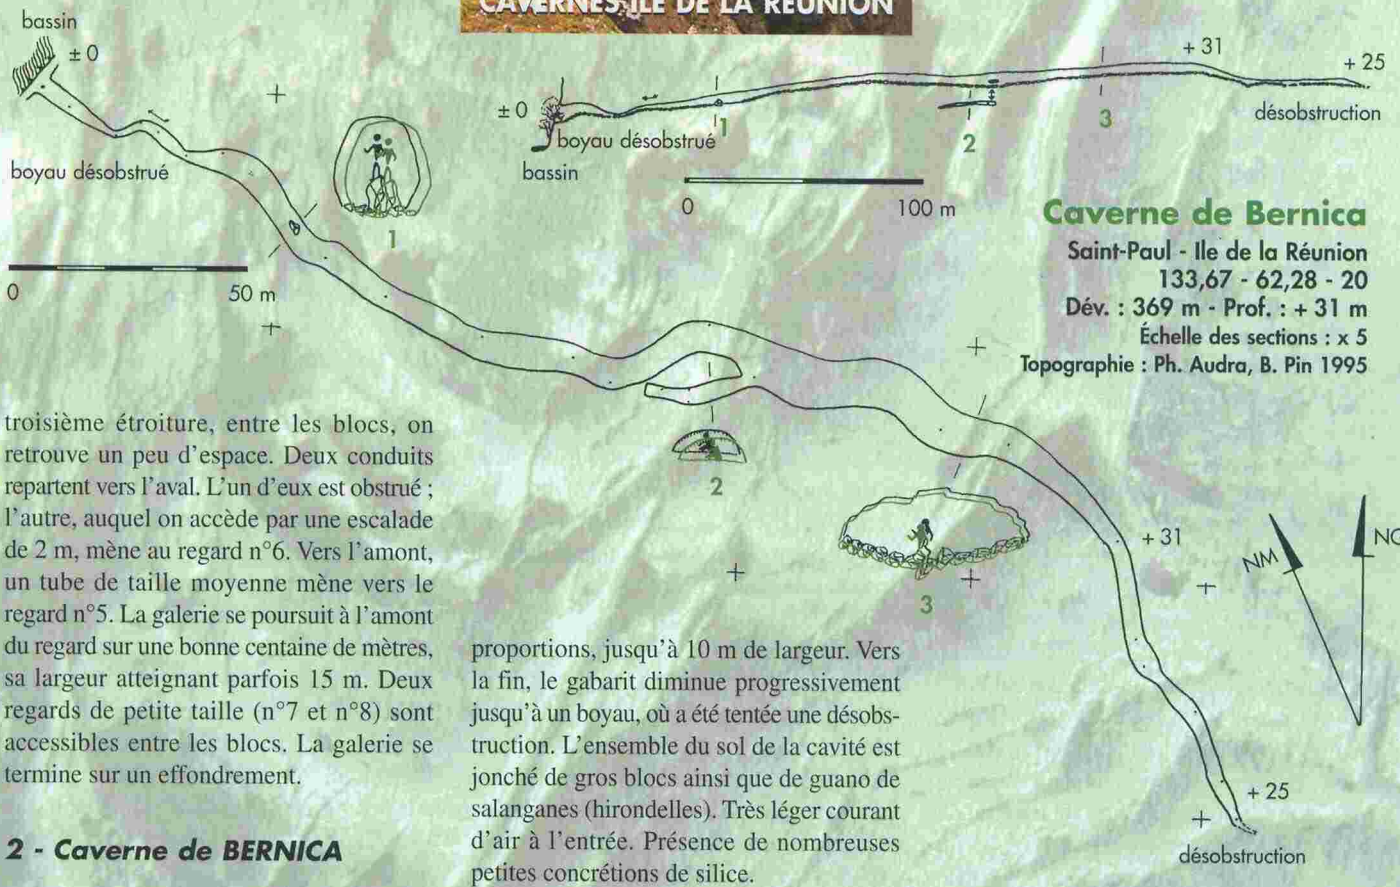 CAVERNES ILE DE LA REUNION
bassin
± 0
boyau désobstrué
0
50 m
1
± 0
boyau désobstrué
bassin
1
2
3
+ 31
+ 25
désobstruction
0
100 m
Caverne de Bernica
Saint-Paul - Ile de la Réunion
133,67 - 62,28 - 20
Dév. : 369 m - Prof. : + 31 m
Échelle des sections : x 5
Topographie : Ph. Audra, B. Pin 1995
2
3
+ 31
NM
NG
+ 25
désobstruction
troisième étroiture, entre les blocs, on
retrouve un peu d'espace. Deux conduits
repartent vers l'aval. L'un d'eux est obstrué ;
l'autre, auquel on accède par une escalade
de 2 m, mène au regard n°6. Vers l'amont,
un tube de taille moyenne mène vers le
regard n°5. La galerie se poursuit à l'amont
du regard sur une bonne centaine de mètres,
sa largeur atteignant parfois 15 m. Deux
regards de petite taille (n°7 et n°8) sont
accessibles entre les blocs. La galerie se
termine sur un effondrement.
2 - Caverne de BERNICA
proportions, jusqu'à 10 m de largeur. Vers
la fin, le gabarit diminue progressivement
jusqu'à un boyau, où a été tentée une désobs-
truction. L'ensemble du sol de la cavité est
jonché de gros blocs ainsi que de guano de
salanganes (hirondelles). Très léger courant
d'air à l'entrée. Présence de nombreuses
petites concrétions de silice.